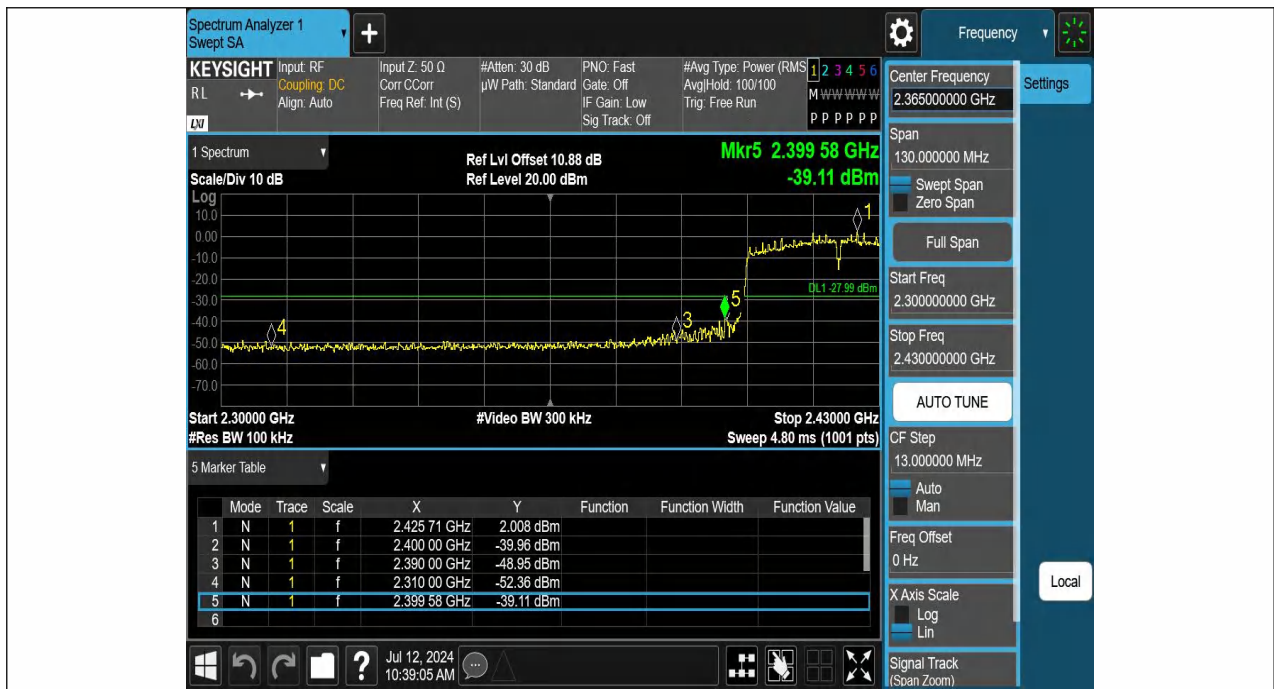 Spectrum Analyzer 1
Swept SA
+
Frequency
KEYSIGHT
RL
LXI
Input: RF
Coupling: DC
Align: Auto
Input Z: 50 Ω
Corr CCorr
Freq Ref: Int (S)
#Atten: 30 dB
µW Path: Standard
PNO: Fast
Gate: Off
IF Gain: Low
Sig Track: Off
#Avg Type: Power (RMS
Avg|Hold: 100/100
Trig: Free Run
1 2 3 4 5 6
M W W W W W
P P P P P P
1 Spectrum
Scale/Div 10 dB
Ref Lvl Offset 10.88 dB
Ref Level 20.00 dBm
Mkr5 2.399 58 GHz
-39.11 dBm
Log
10.0
0.00
-10.0
-20.0
-30.0
-40.0
-50.0
-60.0
-70.0
1
DL1 -27.99 dBm
5
3
4
Start 2.30000 GHz
#Video BW 300 kHz
Stop 2.43000 GHz
#Res BW 100 kHz
Sweep 4.80 ms (1001 pts)
5 Marker Table
Mode Trace Scale X Y Function Function Width Function Value
1 N 1 f 2.425 71 GHz 2.008 dBm
2 N 1 f 2.400 00 GHz -39.96 dBm
3 N 1 f 2.390 00 GHz -48.95 dBm
4 N 1 f 2.310 00 GHz -52.36 dBm
5 N 1 f 2.399 58 GHz -39.11 dBm
6
?
Jul 12, 2024
10:39:05 AM
Center Frequency
2.365000000 GHz
Settings
Span
130.000000 MHz
Swept Span
Zero Span
Full Span
Start Freq
2.300000000 GHz
Stop Freq
2.430000000 GHz
AUTO TUNE
CF Step
13.000000 MHz
Auto
Man
Freq Offset
0 Hz
Local
X Axis Scale
Log
Lin
Signal Track
(Span Zoom)